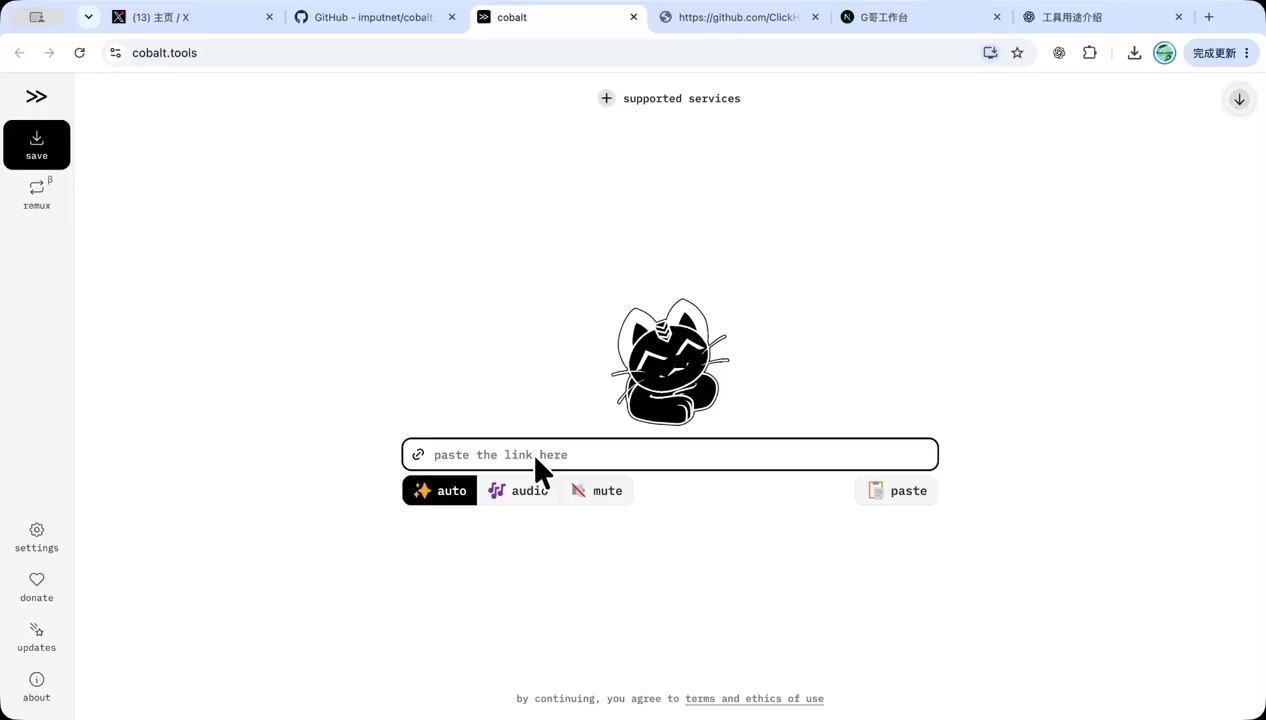 (13) 主页 / X
GitHub - imputnet/cobalt:
cobalt
https://github.com/ClickH
G哥工作台
工具用途介绍
cobalt.tools
完成更新
+ supported services
save
remux β
paste the link here
auto
audio
mute
paste
settings
donate
updates
about
by continuing, you agree to terms and ethics of use